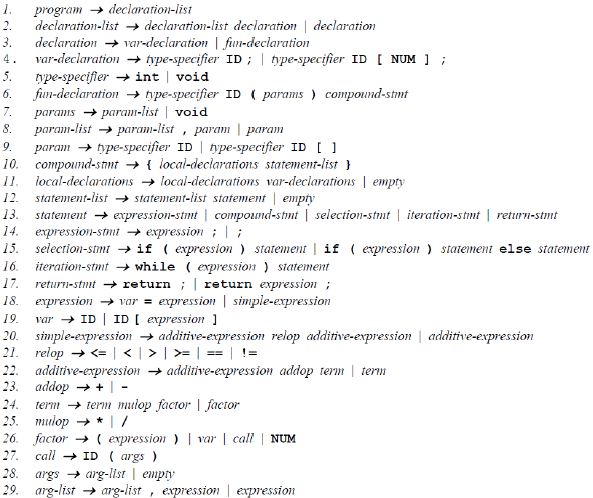 1. program → declaration-list
2. declaration-list → declaration-list declaration | declaration
3. declaration → var-declaration | fun-declaration
4. var-declaration → type-specifier ID ; | type-specifier ID [ NUM ] ;
5. type-specifier → int | void
6. fun-declaration → type-specifier ID ( params ) compound-stmt
7. params → param-list | void
8. param-list → param-list , param | param
9. param → type-specifier ID | type-specifier ID [ ]
10. compound-stmt → { local-declarations statement-list }
11. local-declarations → local-declarations var-declarations | empty
12. statement-list → statement-list statement | empty
13. statement → expression-stmt | compound-stmt | selection-stmt | iteration-stmt | return-stmt
14. expression-stmt → expression ; | ;
15. selection-stmt → if ( expression ) statement | if ( expression ) statement else statement
16. iteration-stmt → while ( expression ) statement
17. return-stmt → return ; | return expression ;
18. expression → var = expression | simple-expression
19. var → ID | ID [ expression ]
20. simple-expression → additive-expression relop additive-expression | additive-expression
21. relop → <= | < | > | >= | == | !=
22. additive-expression → additive-expression addop term | term
23. addop → + | -
24. term → term mulop factor | factor
25. mulop → * | /
26. factor → ( expression ) | var | call | NUM
27. call → ID ( args )
28. args → arg-list | empty
29. arg-list → arg-list , expression | expression